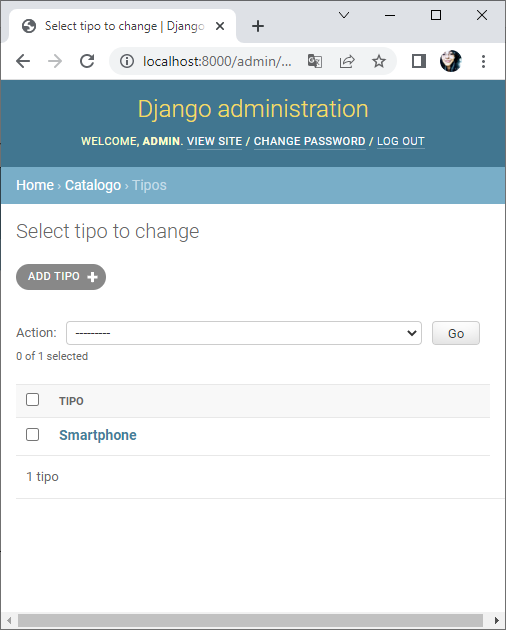 Select tipo to change | Django
localhost:8000/admin/...
Django administration
WELCOME, ADMIN. VIEW SITE / CHANGE PASSWORD / LOG OUT
Home › Catalogo › Tipos
Select tipo to change
ADD TIPO +
Action: --------- Go
0 of 1 selected
TIPO
Smartphone
1 tipo